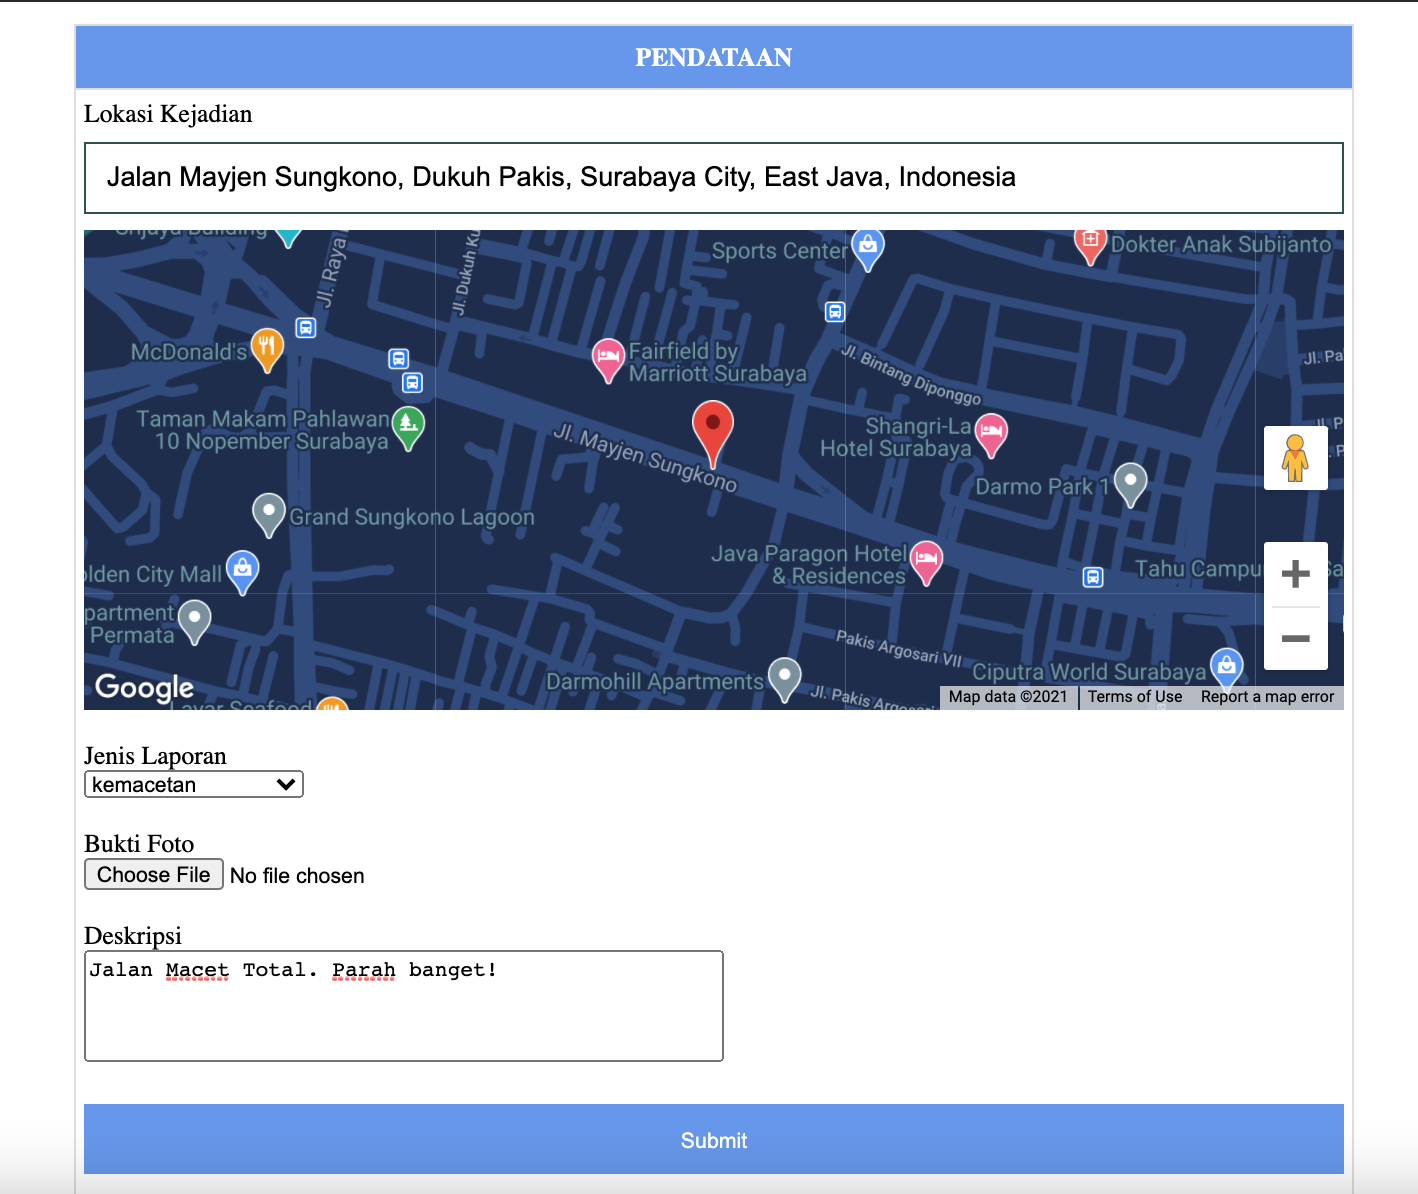 PENDATAAN
Lokasi Kejadian
Jalan Mayjen Sungkono, Dukuh Pakis, Surabaya City, East Java, Indonesia
Srijaya Building
Jl. Raya
Jl. Dukuh Ku
Sports Center
Dokter Anak Subijanto
McDonald's
Fairfield by
Marriott Surabaya
Jl. Bintang Diponggo
Jl. Pa
Taman Makam Pahlawan
10 Nopember Surabaya
Jl. Mayjen Sungkono
Shangri-La
Hotel Surabaya
Darmo Park 1
Grand Sungkono Lagoon
Java Paragon Hotel
& Residences
olden City Mall
Tahu Campu
partment
Permata
Pakis Argosari VII
Ciputra World Surabaya
Darmohill Apartments
Jl. Pakis Argosari
Google
Layar Seafood
Map data ©2021
Terms of Use
Report a map error
Jenis Laporan
kemacetan
Bukti Foto
Choose File No file chosen
Deskripsi
Jalan Macet Total. Parah banget!
Submit